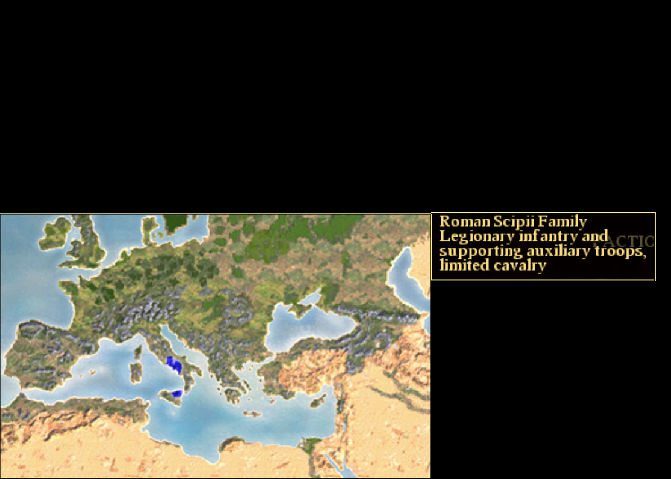 Roman Scipii Family
Legionary infantry and
supporting auxiliary troops,
limited cavalry